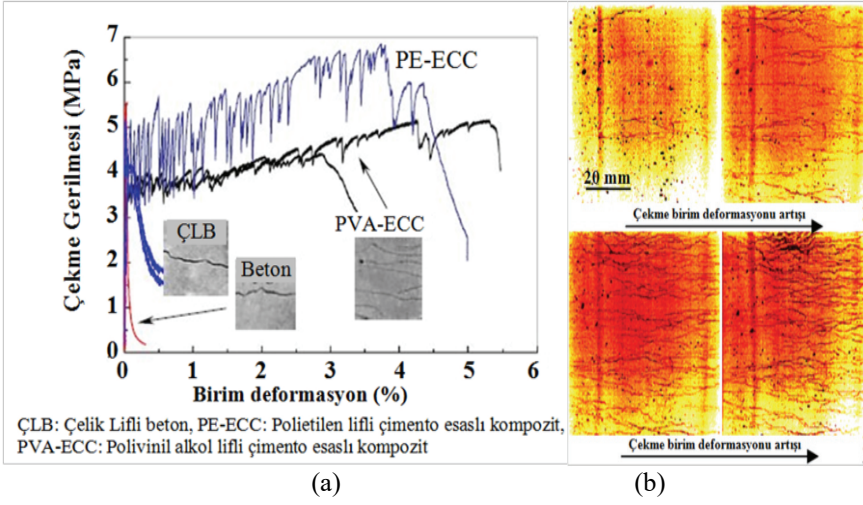 Çekme Gerilmesi (MPa)
7
6
5
4
3
2
1
0
PE-ECC
PVA-ECC
ÇLB
Beton
0 1 2 3 4 5 6
Birim deformasyon (%)
ÇLB: Çelik Lifli beton, PE-ECC: Polietilen lifli çimento esaslı kompozit,
PVA-ECC: Polivinil alkol lifli çimento esaslı kompozit
(a)
20 mm
Çekme birim deformasyonu artışı
Çekme birim deformasyonu artışı
(b)